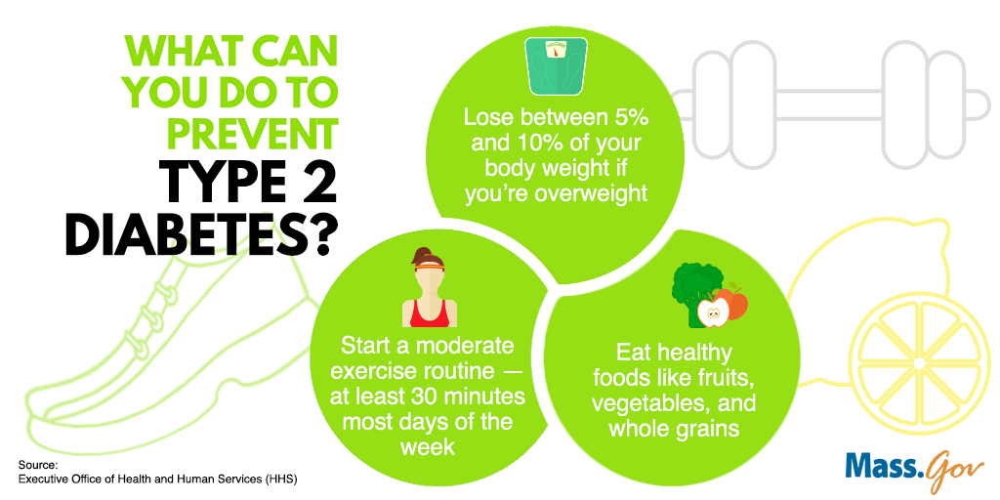 WHAT CAN
YOU DO TO
PREVENT
TYPE 2
DIABETES?
Lose between 5%
and 10% of your
body weight if
you're overweight
Start a moderate
exercise routine —
at least 30 minutes
most days of the
week
Eat healthy
foods like fruits,
vegetables, and
whole grains
Source:
Executive Office of Health and Human Services (HHS)
Mass.Gov